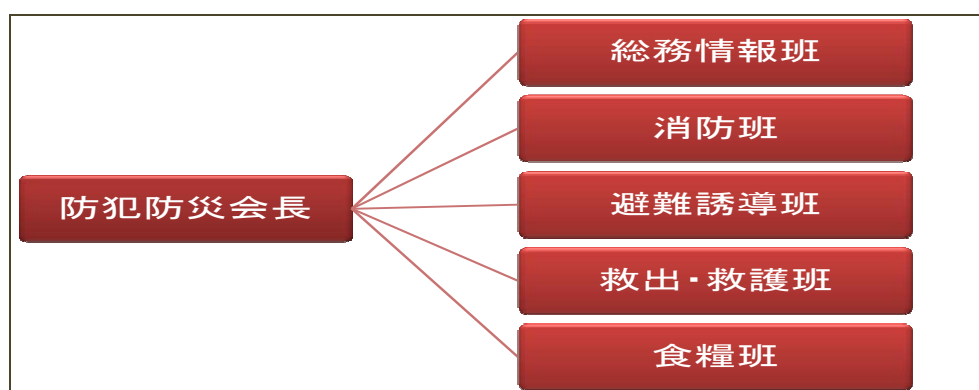 総務情報班
消防班
防犯防災会長
避難誘導班
救出・救護班
食糧班